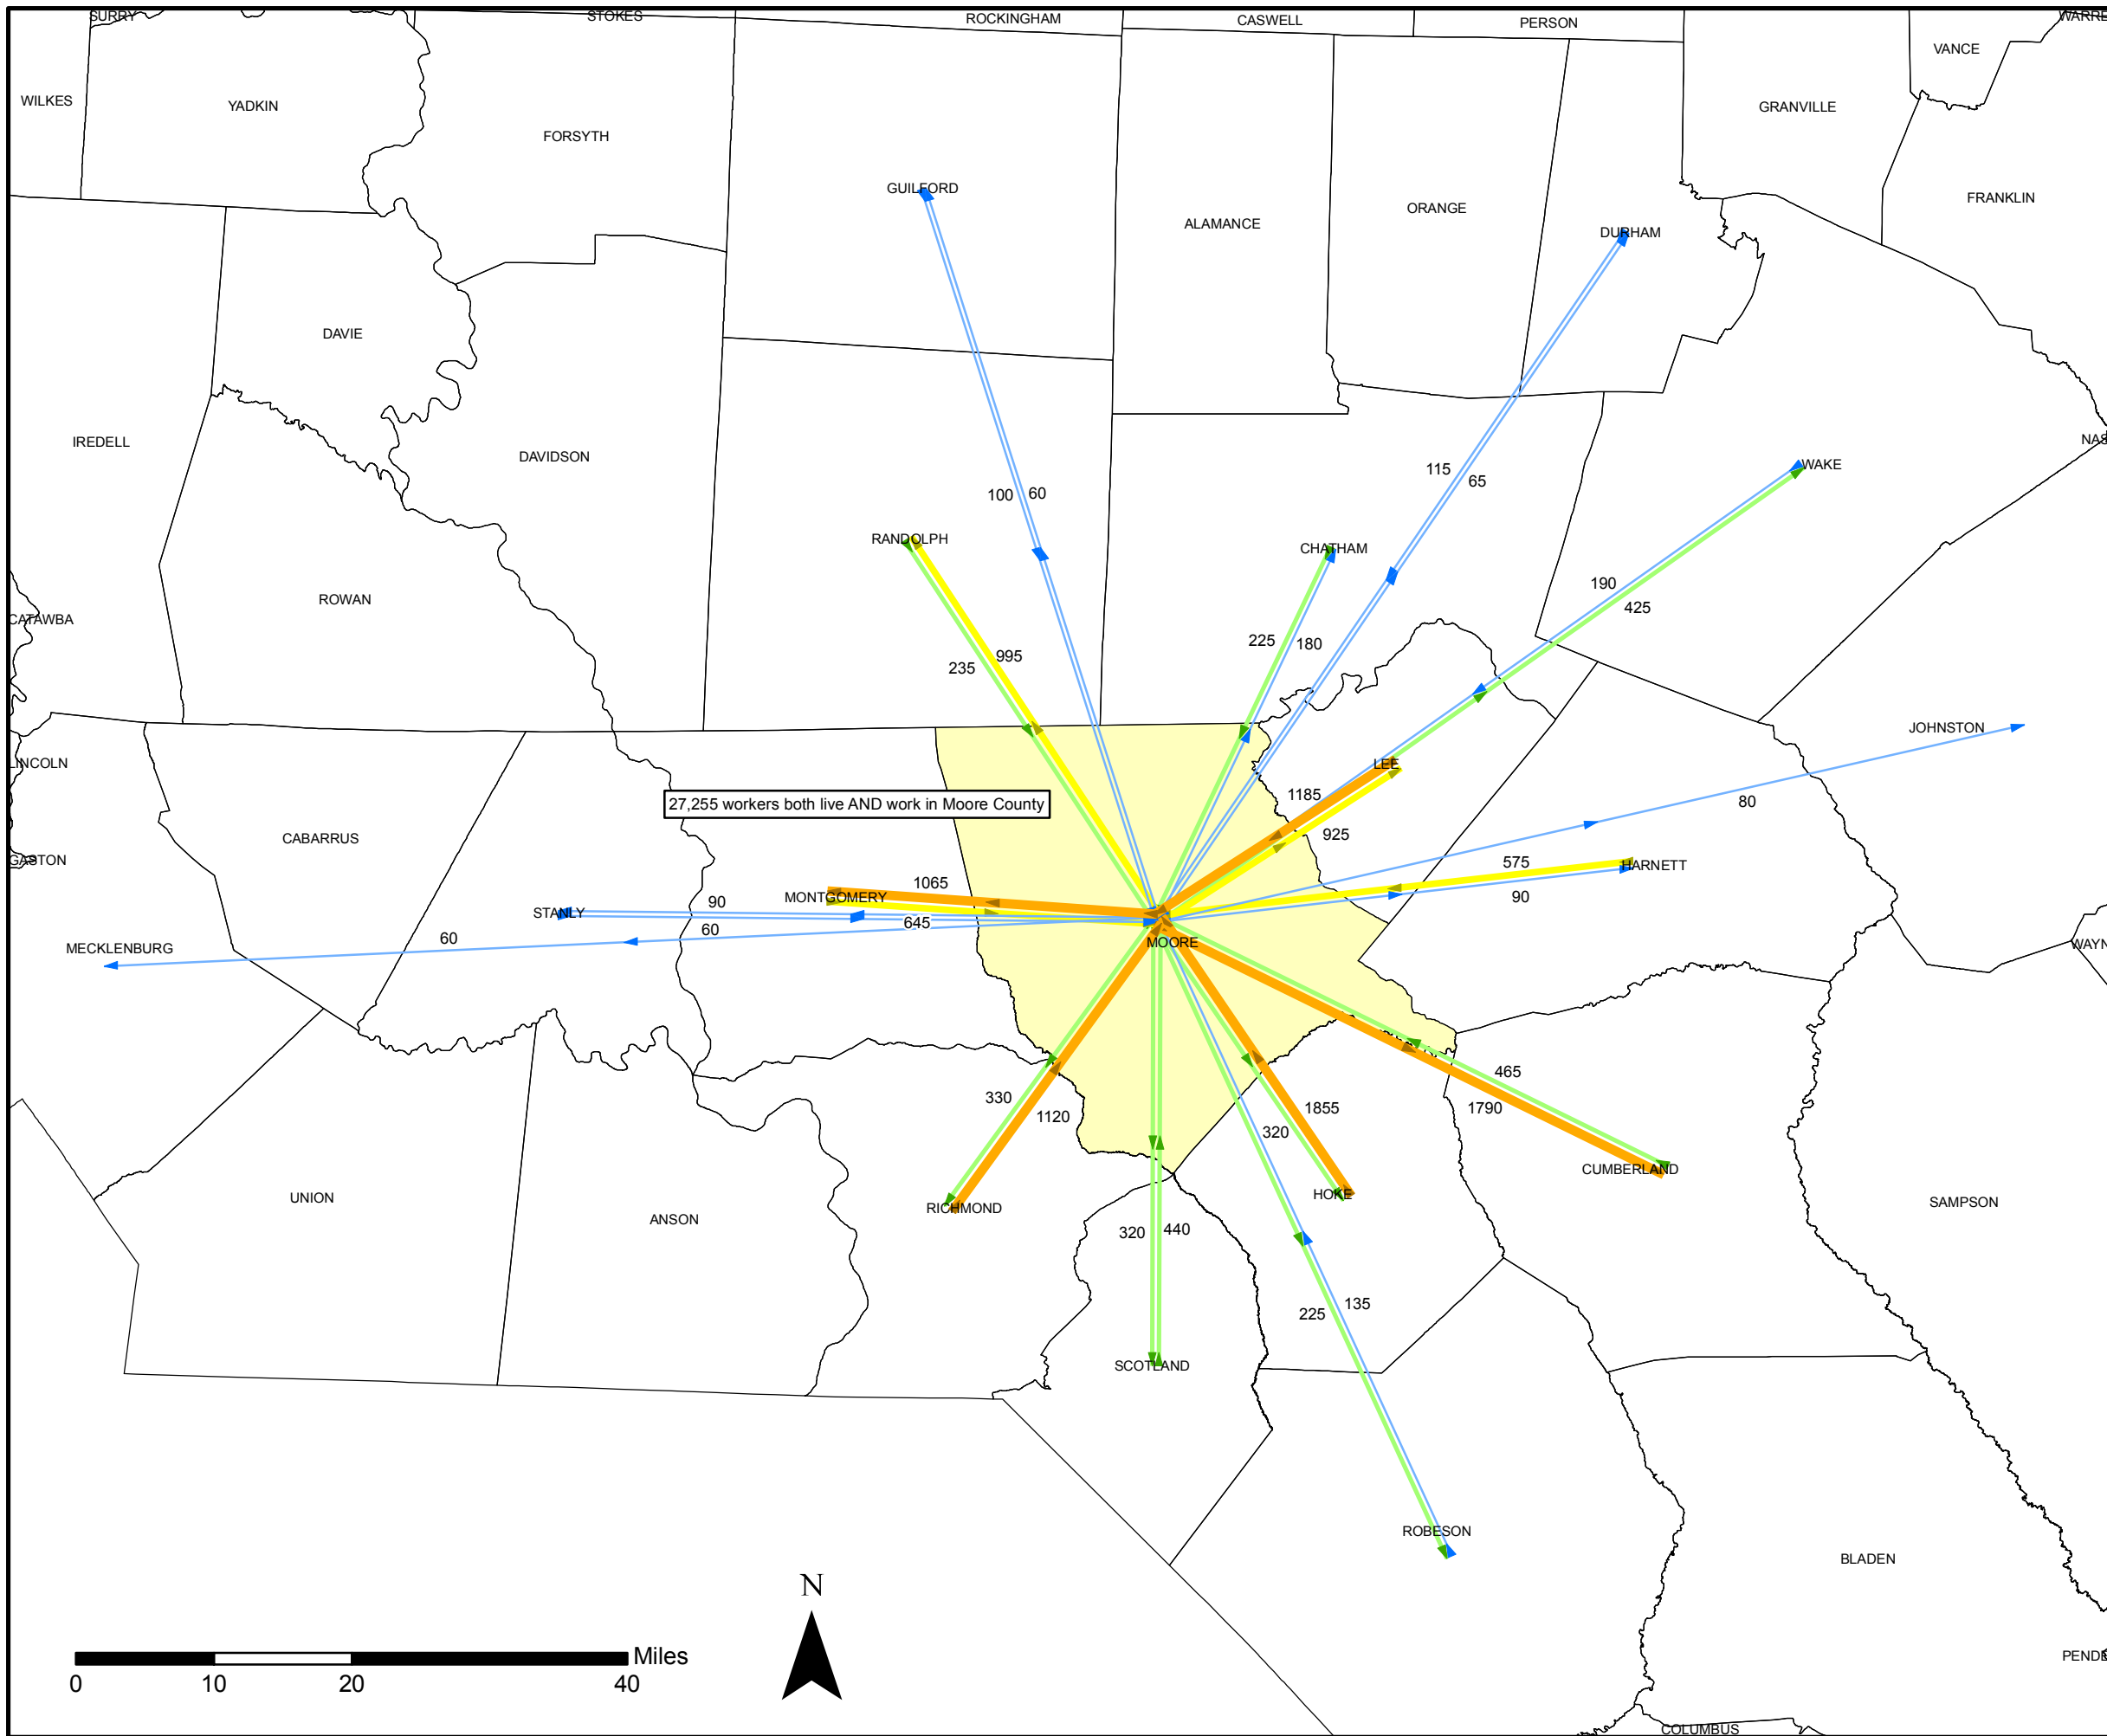 SURRY
STOKES
ROCKINGHAM
CASWELL
PERSON
WARRE
VANCE
WILKES
YADKIN
GRANVILLE
FORSYTH
GUILFORD
FRANKLIN
ORANGE
ALAMANCE
DURHAM
DAVIE
IREDELL
NAS
DAVIDSON
WAKE
115
65
100
60
RANDOLPH
CHATHAM
190
425
ROWAN
CATAWBA
225
180
995
235
JOHNSTON
LINCOLN
LEE
1185
80
27,255 workers both live AND work in Moore County
925
CABARRUS
GASTON
575
HARNETT
1065
MONTGOMERY
90
90
STANLY
645
60
60
MECKLENBURG
MOORE
WAYN
465
330
1855
1790
1120
320
CUMBERLAND
HOKE
UNION
RICHMOND
SAMPSON
ANSON
320
440
135
225
SCOTLAND
ROBESON
BLADEN
N
Miles
0
10
20
40
COLUMBUS